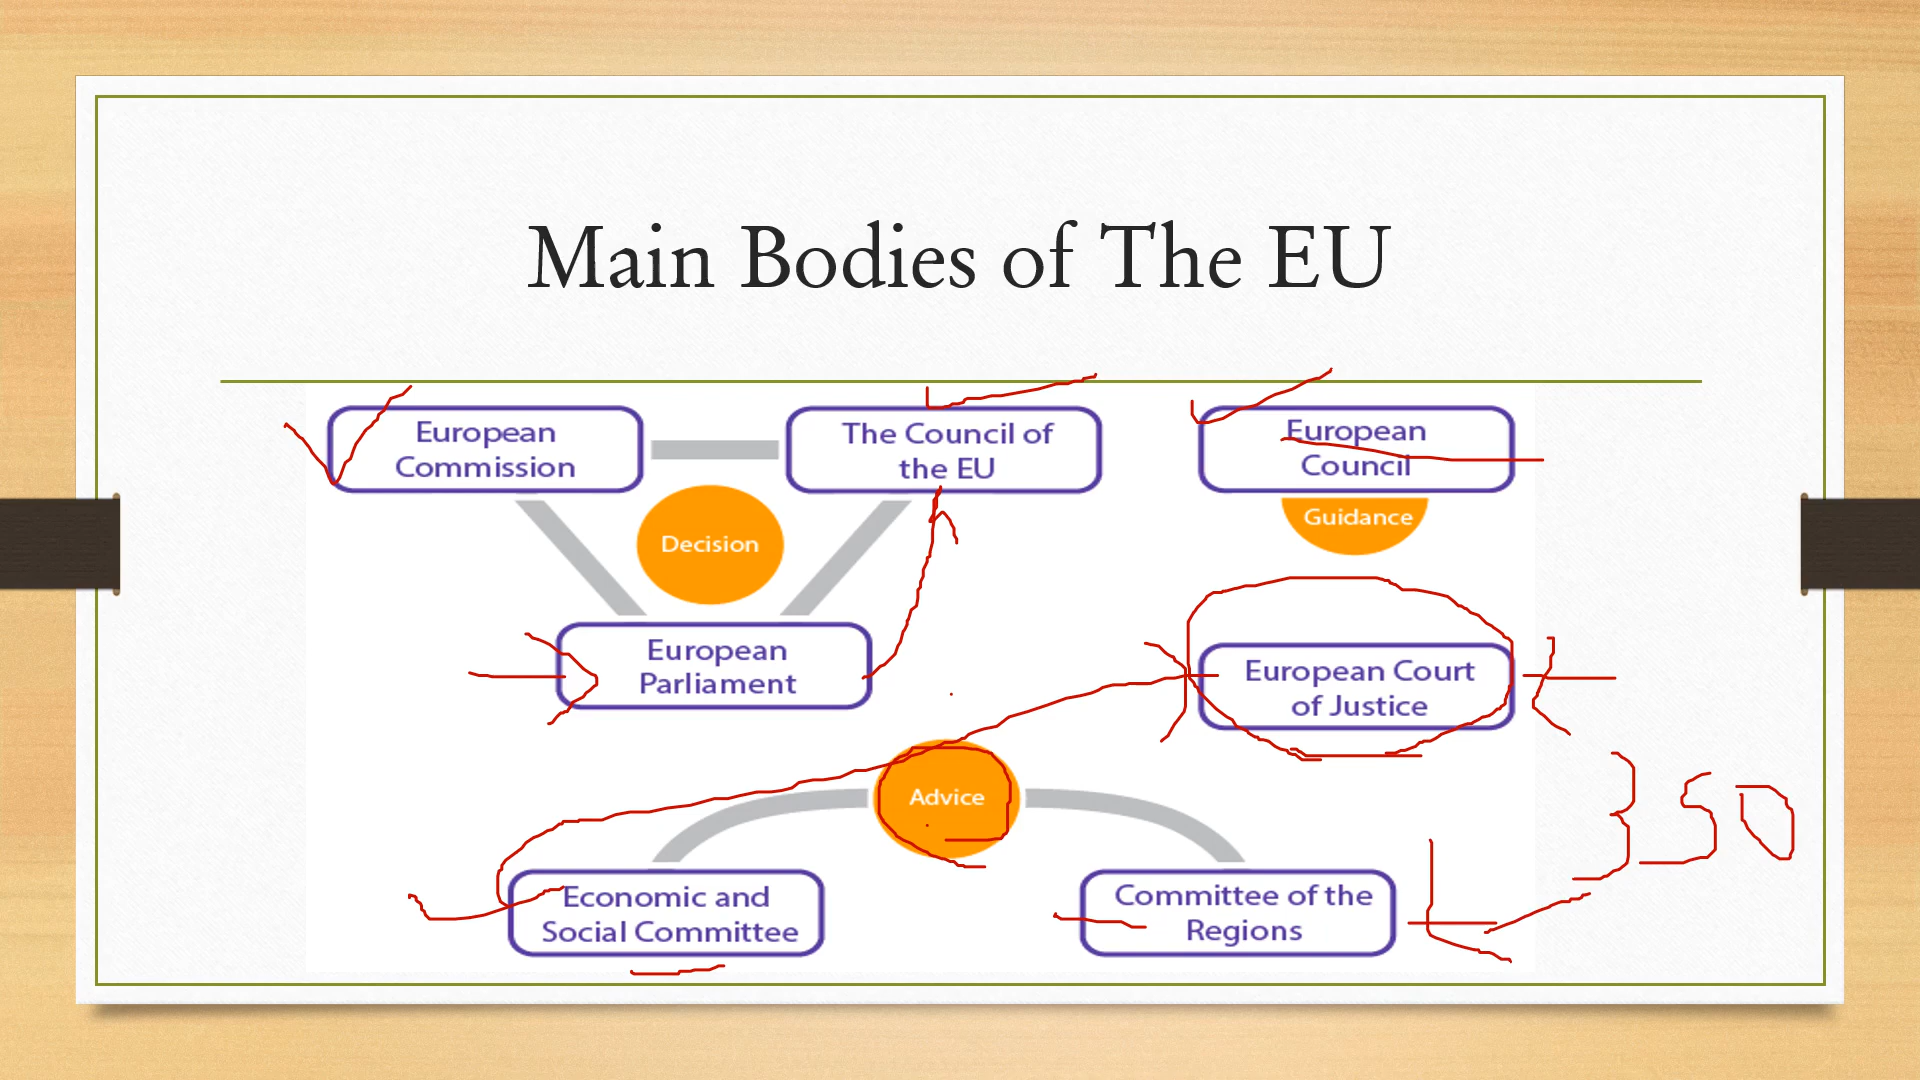 Main Bodies of The EU
European
Commission
The Council of
the EU
European
Council
Decision
Guidance
European
Parliament
European Court
of Justice
Advice
350
Economic and
Social Committee
Committee of the
Regions